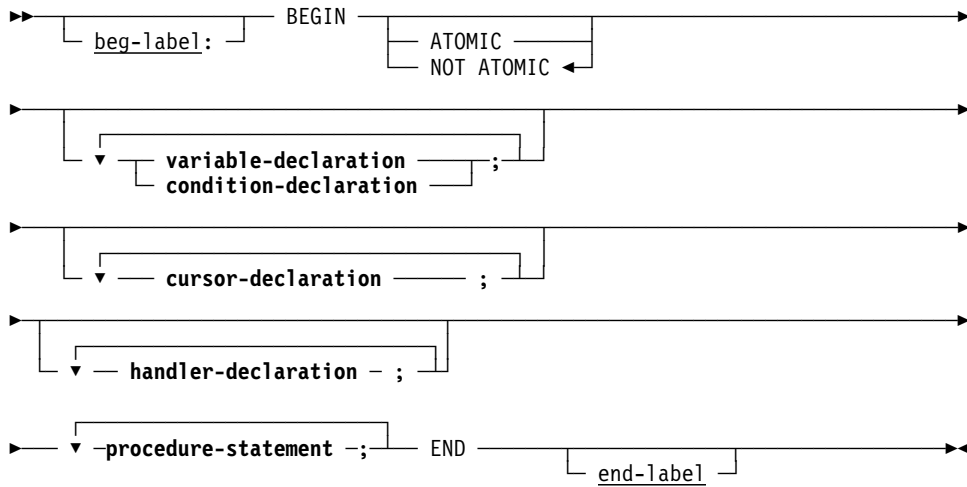 BEGIN
beg-label:
ATOMIC
NOT ATOMIC
variable-declaration ;
condition-declaration
cursor-declaration ;
handler-declaration ;
procedure-statement ; END
end-label